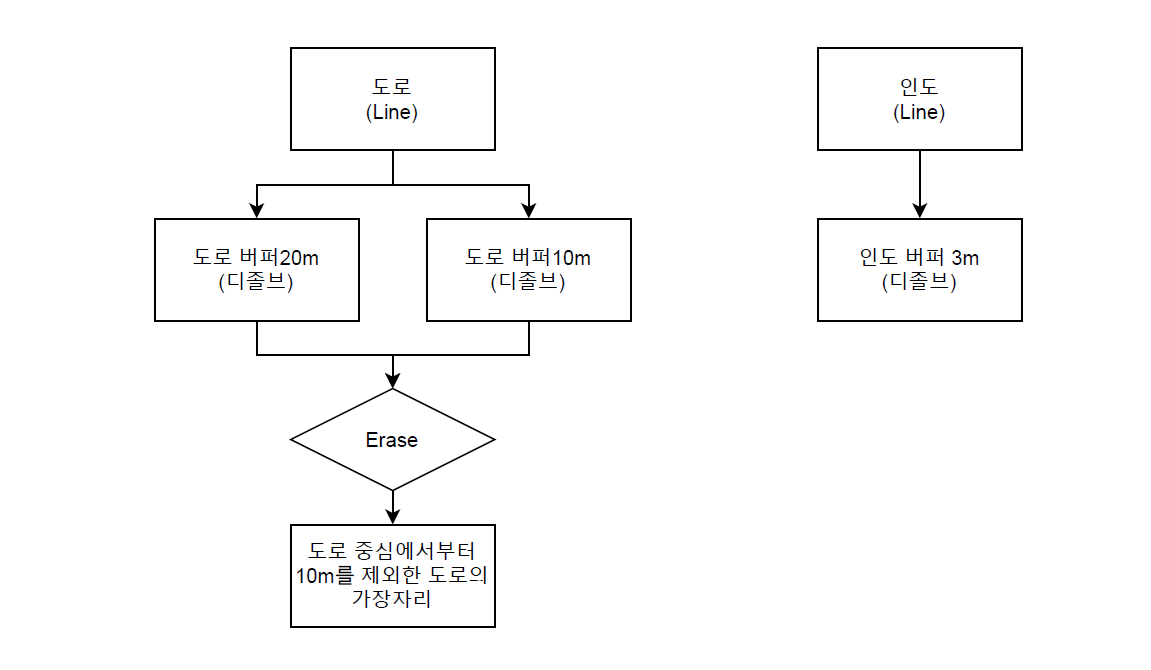 도로
(Line)
인도
(Line)
도로 버퍼20m
(디졸브)
도로 버퍼10m
(디졸브)
인도 버퍼 3m
(디졸브)
Erase
도로 중심에서부터
10m를 제외한 도로의
가장자리